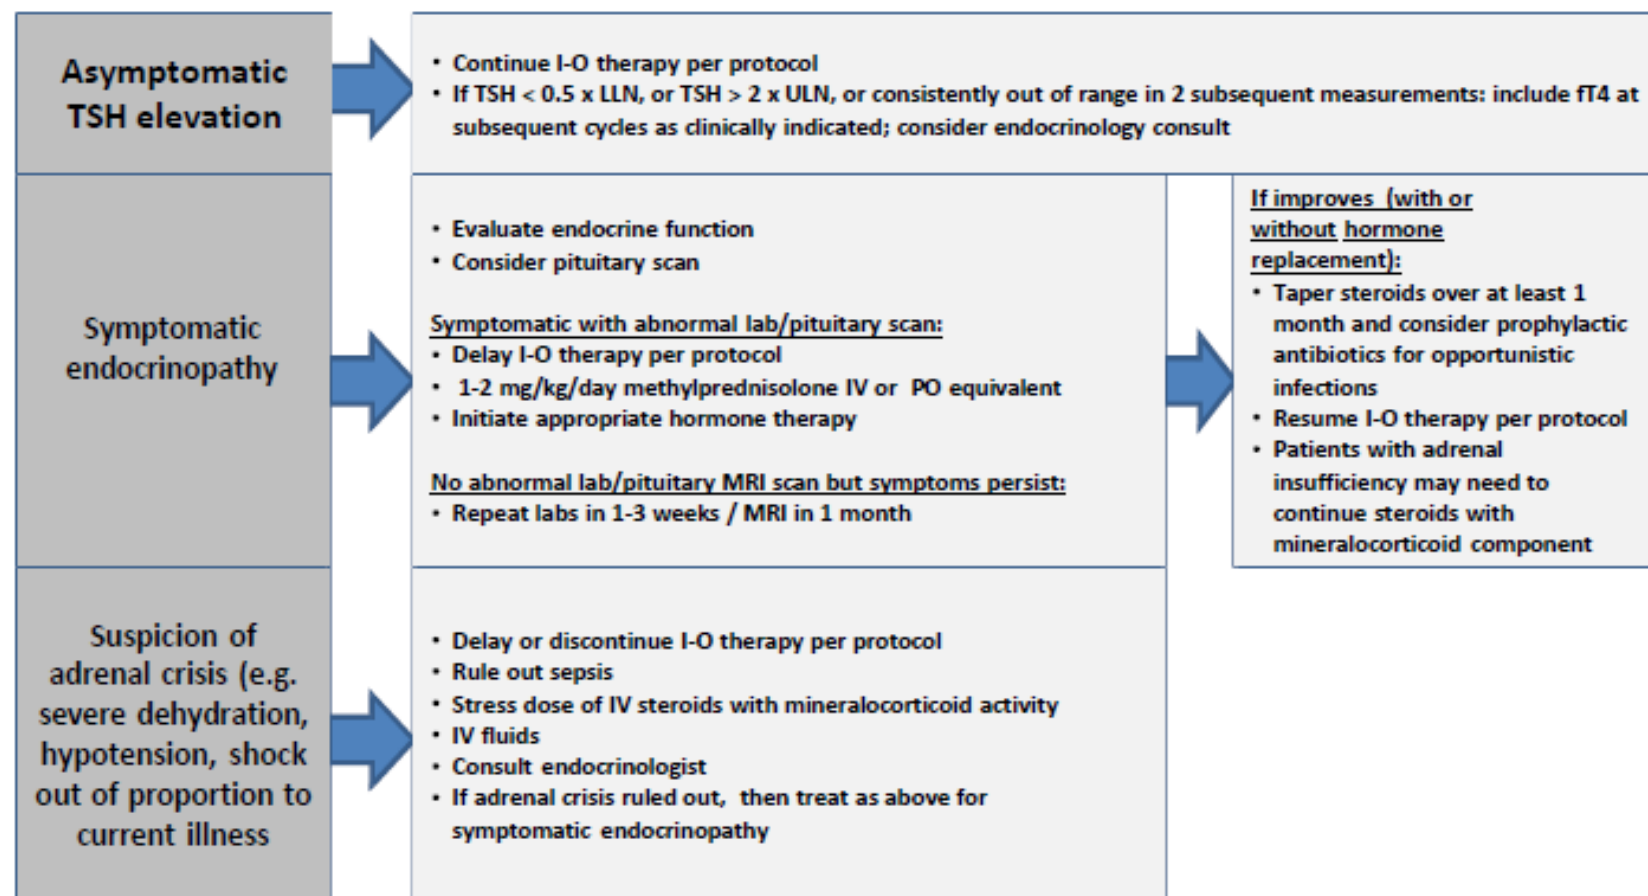 Asymptomatic
TSH elevation
• Continue I-O therapy per protocol
• If TSH < 0.5 x LLN, or TSH > 2 x ULN, or consistently out of range in 2 subsequent measurements: include fT4 at
subsequent cycles as clinically indicated; consider endocrinology consult
Symptomatic
endocrinopathy
• Evaluate endocrine function
• Consider pituitary scan
Symptomatic with abnormal lab/pituitary scan:
• Delay I-O therapy per protocol
• 1-2 mg/kg/day methylprednisolone IV or PO equivalent
• Initiate appropriate hormone therapy
No abnormal lab/pituitary MRI scan but symptoms persist:
• Repeat labs in 1-3 weeks / MRI in 1 month
If improves (with or
without hormone
replacement):
• Taper steroids over at least 1
month and consider prophylactic
antibiotics for opportunistic
infections
• Resume I-O therapy per protocol
• Patients with adrenal
insufficiency may need to
continue steroids with
mineralocorticoid component
Suspicion of
adrenal crisis (e.g.
severe dehydration,
hypotension, shock
out of proportion to
current illness
• Delay or discontinue I-O therapy per protocol
• Rule out sepsis
• Stress dose of IV steroids with mineralocorticoid activity
• IV fluids
• Consult endocrinologist
• If adrenal crisis ruled out, then treat as above for
symptomatic endocrinopathy